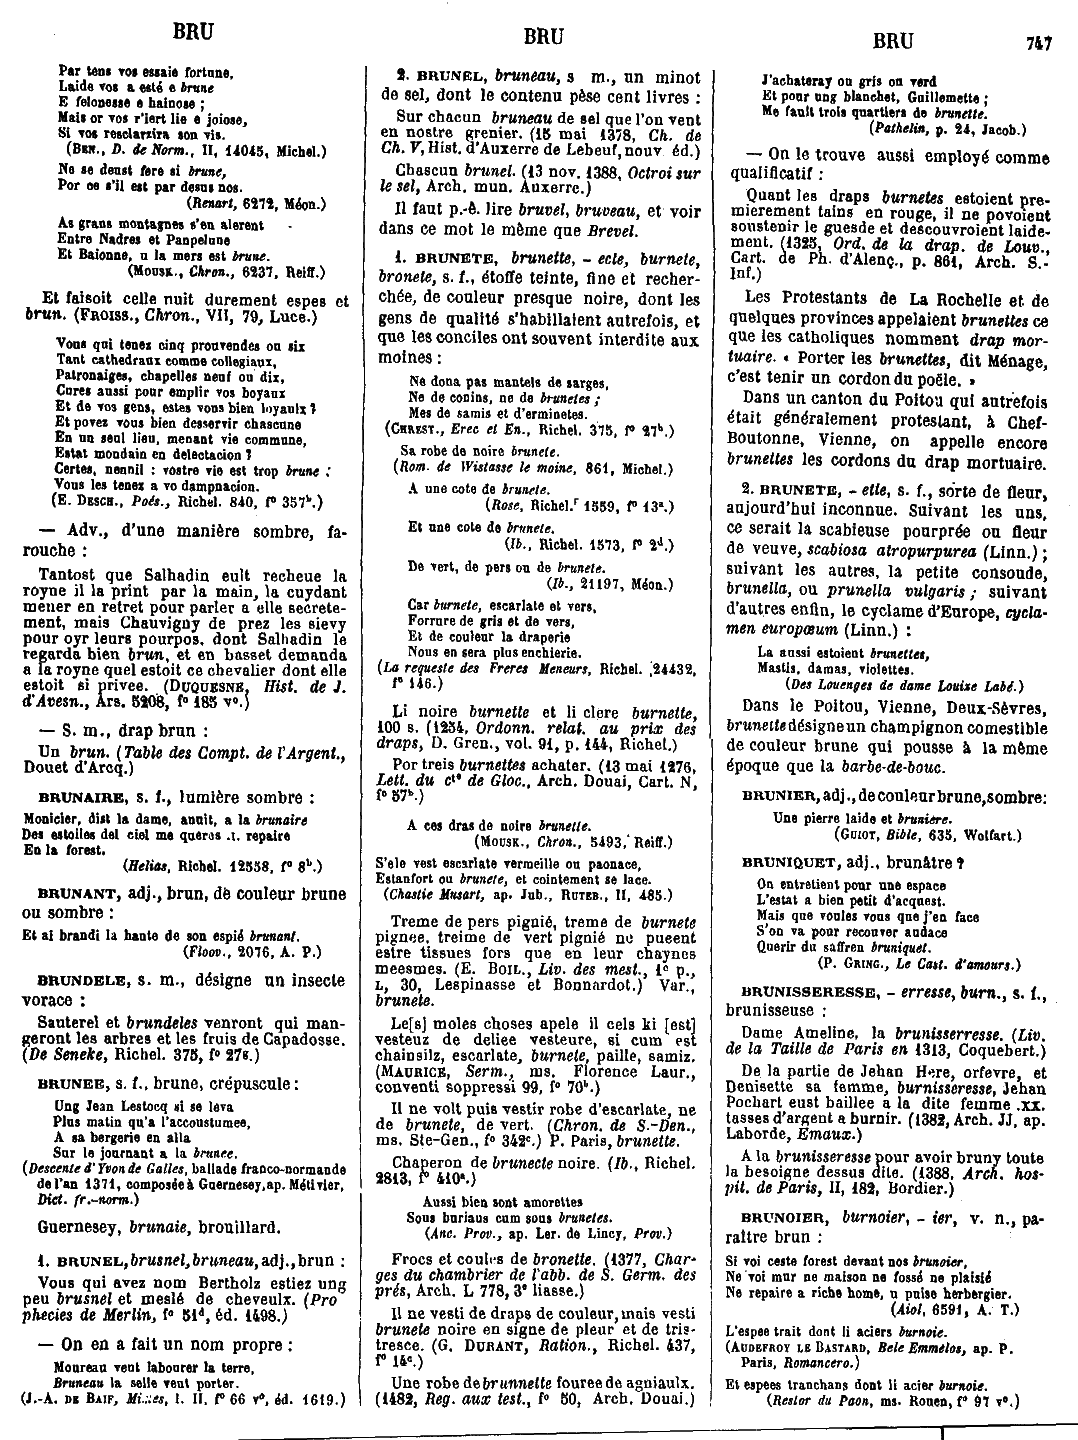 BRU
BRU
BRU
747
Par tens vos essaie fortune,
Laide vos a esté e brune
E felonesse e hainose ;
Mais or vos r'iert lie e joiose,
Si vos resclarzira son vis.
(BEN., D. de Norm., II, 14045, Michel.)
Ne se deust fere si brune,
Por ce s'il est par desus nos.
(Renart, 6272, Méon.)
As grans montagnes s'en alerent
Entre Nadres et Panpelune
Et Baionne, u la mers est brune.
(MOUSK., Chron., 6237, Reiff.)
Et faisoit celle nuit durement espes et
brun. (FROISS., Chron., VII, 79, Luce.)
Vous qui tenez cinq prouvendes ou six
Tant cathedraux comme collegiaux,
Patronaiges, chapelles neuf ou dix,
Cures aussi pour emplir vos boyaux
Et de vos gens, estes vous bien loyaulx ?
Et povez vous bien desservir chascune
En un seul lieu, menant vie commune,
Estat mondain en delectacion ?
Certes, nennil : vostre vie est trop brune ;
Vous les tenez a vo dampnacion.
(E. DESCH., Poés., Richel. 840, f° 357b.)
— Adv., d'une manière sombre, fa-
rouche :
Tantost que Salhadin eult recheue la
royne il la print par la main, la cuydant
mener en retret pour parler a elle secrete-
ment, mais Chauvigny de prez les sievy
pour oyr leurs pourpos, dont Salhadin le
regarda bien brun, et en basset demanda
a la royne quel estoit ce chevalier dont elle
estoit si privee. (DUQUESNE, Hist. de J.
d'Avesn., Ars. 5208, f° 185 v°.)
— S. m., drap brun :
Un brun. (Table des Compt. de l'Argent.,
Douet d'Arcq.)
BRUNAIRE, s. f., lumière sombre :
Monicier, dist la dame, anuit, a la brunaire
Des estoilles del ciel me querus .I. repaire
En la forest.
(Helias, Richel. 12558, f° 8b.)
BRUNANT, adj., brun, de couleur brune
ou sombre :
Et al brandi la hante de son espié brunant.
(Floov., 2076, A. P.)
BRUNDELE, s. m., désigne un insecte
vorace :
Sauterel et brundeles venront qui man-
geront les arbres et les fruis de Capadosse.
(De Seneke, Richel. 375, f° 27s.)
BRUNEE, s. f., brune, crépuscule :
Ung Jean Lestocq si se leva
Plus matin qu'a l'accoustumee,
A sa bergerie en alla
Sur le journant a la brunee.
(Descente d'Yvon de Galles, ballade franco-normande
de l'an 1371, composée à Guernesey, ap. Métivier,
Dict. fr.-norm.)
Guernesey, brunaie, brouillard.
1. BRUNEL, brusnel, bruneau, adj., brun :
Vous qui avez nom Bertholz estiez ung
peu brusnel et meslé de cheveulx. (Pro
phecies de Merlin, f° 51d, éd. 1498.)
— On en a fait un nom propre :
Moureau veut labourer la terre,
Bruneau la selle veut porter.
(J.-A. DE BAIF, Mimes, l. II, f° 66 v°, éd. 1619.)
2. BRUNEL, bruneau, s m., un minot
de sel, dont le contenu pèse cent livres :
Sur chacun bruneau de sel que l'on vent
en nostre grenier. (15 mai 1378, Ch. de
Ch. V, Hist. d'Auxerre de Lebeuf, nouv éd.)
Chascun brunel. (13 nov. 1388, Octroi sur
le sel, Arch. mun. Auxerre.)
Il faut p.-ê. lire bruvel, bruveau, et voir
dans ce mot le même que Brevel.
1. BRUNETE, brunette, - ecte, burnete,
bronete, s. f., étoffe teinte, fine et recher-
chée, de couleur presque noire, dont les
gens de qualité s'habillaient autrefois, et
que les conciles ont souvent interdite aux
moines :
Ne dona pas mantels de sarges,
Ne de conins, ne de brunetes ;
Mes de samis et d'erminetes.
(CHREST., Erec et En., Richel. 375, f° 27b.)
Sa robe de noire brunete.
(Rom. de Wistasse le moine, 861, Michel.)
A une cote de brunete.
(Rose, Richel. 1559, f° 13a.)
Et une cote de brunete.
(Ib., Richel. 1573, f° 2d.)
De vert, de pers ou de brunete.
(Ib., 21197, Méon.)
Car burnete, escarlate et vers,
Forrure de gris et de vers,
Et de couleur la draperie
Nous en sera plus enchierie.
(La requeste des Freres Meneurs, Richel. 24432,
f° 146.)
Li noire burnette et li clere burnette,
100 s. (1254, Ordonn. relat. au prix des
draps, D. Gren., vol. 91, p. 144, Richel.)
Por treis burnettes achater. (13 mai 1276,
Lett. du cte de Gloc., Arch. Douai, Cart. N,
f° 57b.)
A ces dras de noire brunette.
(MOUSK., Chron., 5493, Reiff.)
S'ele vest escarlate vermeille ou paonace,
Estanfort ou brunete, et cointement se lace.
(Chastie Musart, ap. Jub., RUTEB., II, 485.)
Treme de pers pignié, treme de burnete
pignee, treime de vert pignié ne pueent
estre tissues fors que en leur chaynes
meesmes. (E. BOIL., Liv. des mest., 1e p.,
L, 30, Lespinasse et Bonnardot.) Var.,
brunete.
Le[s] moles choses apele il cels ki [est]
vesteuz de deliee vesteure, si cum est
chainsilz, escarlate, burnete, paille, samiz.
(MAURICE, Serm., ms. Florence Laur.,
conventi soppressi 99, f° 70b.)
Il ne volt puis vestir robe d'escarlate, ne
de brunete, de vert. (Chron. de S.-Den.,
ms. Ste-Gen., f° 342c.) P. Paris, brunette.
Chaperon de brunecte noire. (Ib., Richel.
2813, f° 410a.)
Aussi bien sont amorettes
Sous buriaus cum sous brunetes.
(Anc. Prov., ap. Ler. de Lincy, Prov.)
Frocs et coules de bronette. (1377, Char-
ges du chambrier de l'abb. de S. Germ. des
prés, Arch. L 778, 3e liasse.)
Il ne vesti de draps de couleur, mais vesti
brunete noire en signe de pleur et de tris-
tresce. (G. DURANT, Ration., Richel. 437,
f° 14c.)
Une robe de brunnette fouree de agniaulx.
(1482, Reg. aux test., f° 50, Arch. Douai.)
J'achateray ou gris ou verd
Et pour ung blanchet, Guillemette ;
Me fault trois quartiers de brunette.
(Pathelin, p. 24, Jacob.)
— On le trouve aussi employé comme
qualificatif :
Quant les draps burnetes estoient pre-
mierement tains en rouge, il ne povoient
soustenir le guesde et descouvroient laide-
ment. (1325, Ord. de la drap. de Louv.,
Cart. de Ph. d'Alenç., p. 861, Arch. S.-
Inf.)
Les Protestants de La Rochelle et de
quelques provinces appelaient brunettes ce
que les catholiques nomment drap mor-
tuaire. « Porter les brunettes, dit Ménage,
c'est tenir un cordon du poële. »
Dans un canton du Poitou qui autrefois
était généralement protestant, à Chef-
Boutonne, Vienne, on appelle encore
brunettes les cordons du drap mortuaire.
2. BRUNETE, - ette, s. f., sorte de fleur,
aujourd'hui inconnue. Suivant les uns,
ce serait la scabieuse pourprée ou fleur
de veuve, scabiosa atropurpurea (Linn.) ;
suivant les autres, la petite consoude,
brunella, ou prunella vulgaris ; suivant
d'autres enfin, le cyclame d'Europe, cycla-
men europœum (Linn.) :
La aussi estoient brunettes,
Mastis, damas, violettes.
(Des Louenges de dame Louize Labé.)
Dans le Poitou, Vienne, Deux-Sèvres,
brunette désigne un champignon comestible
de couleur brune qui pousse à la même
époque que la barbe-de-bouc.
BRUNIER, adj., de couleur brune, sombre:
Une pierre laide et bruniere.
(GUIOT, Bible, 635, Wolfart.)
BRUNIQUET, adj., brunâtre ?
On entretient pour une espace
L'estat a bien petit d'acquest.
Mais que voules vous que j'en face
S'on va pour recouver audace
Querir du saffren bruniquet.
(P. GRING., Le Cast. d'amours.)
BRUNISSERESSE, - erresse, burn., s. f.,
brunisseuse :
Dame Ameline, la brunisserresse. (Liv.
de la Taille de Paris en 1313, Coquebert.)
De la partie de Jehan Here, orfevre, et
Denisette sa femme, burnisseresse, Jehan
Pochart eust baillee a la dite femme .XX.
tasses d'argent a burnir. (1382, Arch. JJ, ap.
Laborde, Emaux.)
A la brunisseresse pour avoir bruny toute
la besoigne dessus dite. (1388, Arch. hos-
pit. de Paris, II, 182, Bordier.)
BRUNOIER, burnoier, - ier, v. n., pa-
raître brun :
Si voi ceste forest devant nos brunoier,
Ne voi mur ne maison ne fossé ne plaisié
Ne repaire a riche home, u puise herbergier.
(Aiol, 6591, A. T.)
L'espee trait dont li aciers burnoie.
(AUDEFROY LE BASTARD, Bele Emmelos, ap. P.
Paris, Romancero.)
Et espees tranchans dont li acier burnoie.
(Restor du Paon, ms. Rouen, f° 97 v°.)